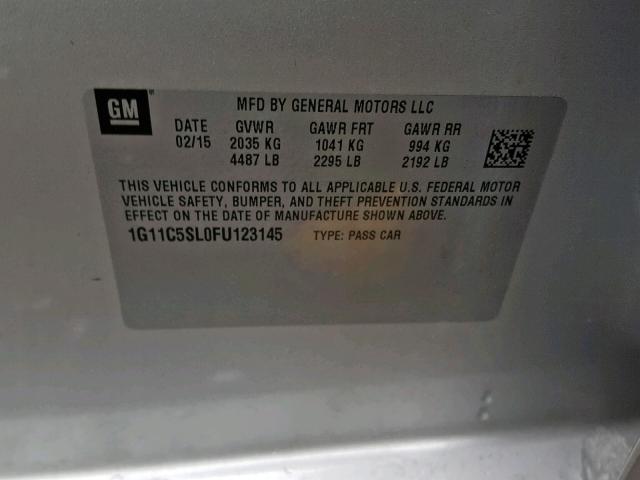 GM
MFD BY GENERAL MOTORS LLC
DATE GVWR GAWR FRT GAWR RR
02/15 2035 KG 1041 KG 994 KG
4487 LB 2295 LB 2192 LB
THIS VEHICLE CONFORMS TO ALL APPLICABLE U.S. FEDERAL MOTOR
VEHICLE SAFETY, BUMPER, AND THEFT PREVENTION STANDARDS IN
EFFECT ON THE DATE OF MANUFACTURE SHOWN ABOVE.
1G11C5SL0FU123145 TYPE: PASS CAR